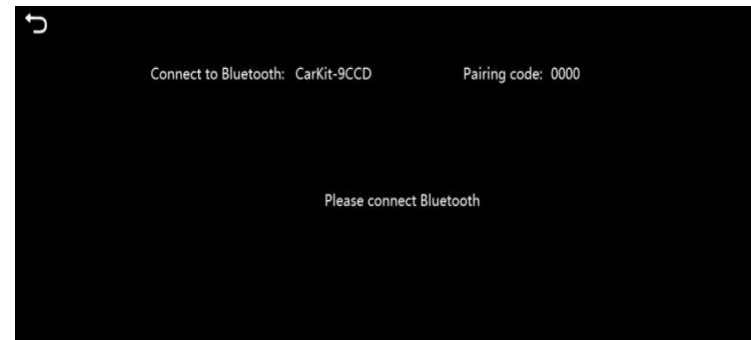 Connect to Bluetooth: CarKit-9CCD Pairing code: 0000
Please connect Bluetooth